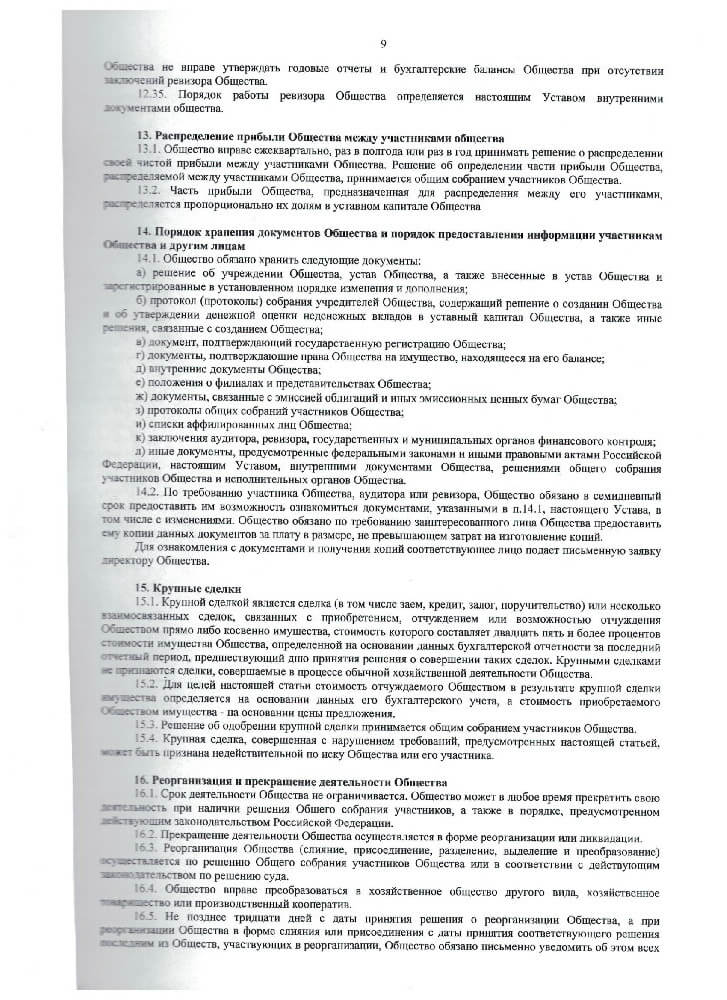 9
Общества не вправе утверждать годовые отчеты и бухгалтерские балансы Общества при отсутствии
заключений ревизора Общества.
12.35. Порядок работы ревизора Общества определяется настоящим Уставом внутренними
документами общества.
13. Распределение прибыли Общества между участниками общества
13.1. Общество вправе ежеквартально, раз в полгода или раз в год принимать решение о распределении
своей чистой прибыли между участниками Общества. Решение об определении части прибыли Общества,
распределяемой между участниками Общества, принимается общим собранием участников Общества.
13.2. Часть прибыли Общества, предназначенная для распределения между его участниками,
распределяется пропорционально их долям в уставном капитале Общества
14. Порядок хранения документов Общества и порядок предоставления информации участникам
Общества и другим лицам
14.1. Общество обязано хранить следующие документы:
а) решение об учреждении Общества, устав Общества, а также внесенные в устав Общества и
зарегистрированные в установленном порядке изменения и дополнения;
б) протокол (протоколы) собрания учредителей Общества, содержащий решение о создании Общества
и об утверждении денежной оценки неденежных вкладов в уставный капитал Общества, а также иные
решения, связанные с созданием Общества;
в) документ, подтверждающий государственную регистрацию Общества;
г) документы, подтверждающие права Общества на имущество, находящееся на его балансе;
д) внутренние документы Общества;
е) положения о филиалах и представительствах Общества;
ж) документы, связанные с эмиссией облигаций и иных эмиссионных ценных бумаг Общества;
з) протоколы общих собраний участников Общества;
и) списки аффилированных лиц Общества;
к) заключения аудитора, ревизора, государственных и муниципальных органов финансового контроля;
л) иные документы, предусмотренные федеральными законами и иными правовыми актами Российской
Федерации, настоящим Уставом, внутренними документами Общества, решениями общего собрания
участников Общества и исполнительных органов Общества.
14.2. По требованию участника Общества, аудитора или ревизора, Общество обязано в семидневный
срок предоставить им возможность ознакомиться документами, указанными в п.14.1, настоящего Устава, в
том числе с изменениями. Общество обязано по требованию заинтересованного лица Общества предоставить
ему копии данных документов за плату в размере, не превышающем затрат на изготовление копий.
Для ознакомления с документами и получения копий соответствующее лицо подает письменную заявку
директору Общества.
15. Крупные сделки
15.1. Крупной сделкой является сделка (в том числе заем, кредит, залог, поручительство) или несколько
взаимосвязанных сделок, связанных с приобретением, отчуждением или возможностью отчуждения
Обществом прямо либо косвенно имущества, стоимость которого составляет двадцать пять и более процентов
стоимости имущества Общества, определенной на основании данных бухгалтерской отчетности за последний
отчетный период, предшествующий дню принятия решения о совершении таких сделок. Крупными сделками
не признаются сделки, совершаемые в процессе обычной хозяйственной деятельности Общества.
15.2. Для целей настоящей статьи стоимость отчуждаемого Обществом в результате крупной сделки
имущества определяется на основании данных его бухгалтерского учета, а стоимость приобретаемого
Обществом имущества - на основании цены предложения.
15.3. Решение об одобрении крупной сделки принимается общим собранием участников Общества.
15.4. Крупная сделка, совершенная с нарушением требований, предусмотренных настоящей статьей,
может быть признана недействительной по иску Общества или его участника.
16. Реорганизация и прекращение деятельности Общества
16.1. Срок деятельности Общества не ограничивается. Общество может в любое время прекратить свою
деятельность при наличии решения Общего собрания участников, а также в порядке, предусмотренном
действующим законодательством Российской Федерации.
16.2. Прекращение деятельности Общества осуществляется в форме реорганизации или ликвидации.
16.3. Реорганизация Общества (слияние, присоединение, разделение, выделение и преобразование)
осуществляется по решению Общего собрания участников Общества или в соответствии с действующим
законодательством по решению суда.
16.4. Общество вправе преобразоваться в хозяйственное общество другого вида, хозяйственное
товарищество или производственный кооператив.
16.5. Не позднее тридцати дней с даты принятия решения о реорганизации Общества, а при
реорганизации Общества в форме слияния или присоединения с даты принятия соответствующего решения
последним из Обществ, участвующих в реорганизации, Общество обязано письменно уведомить об этом всех